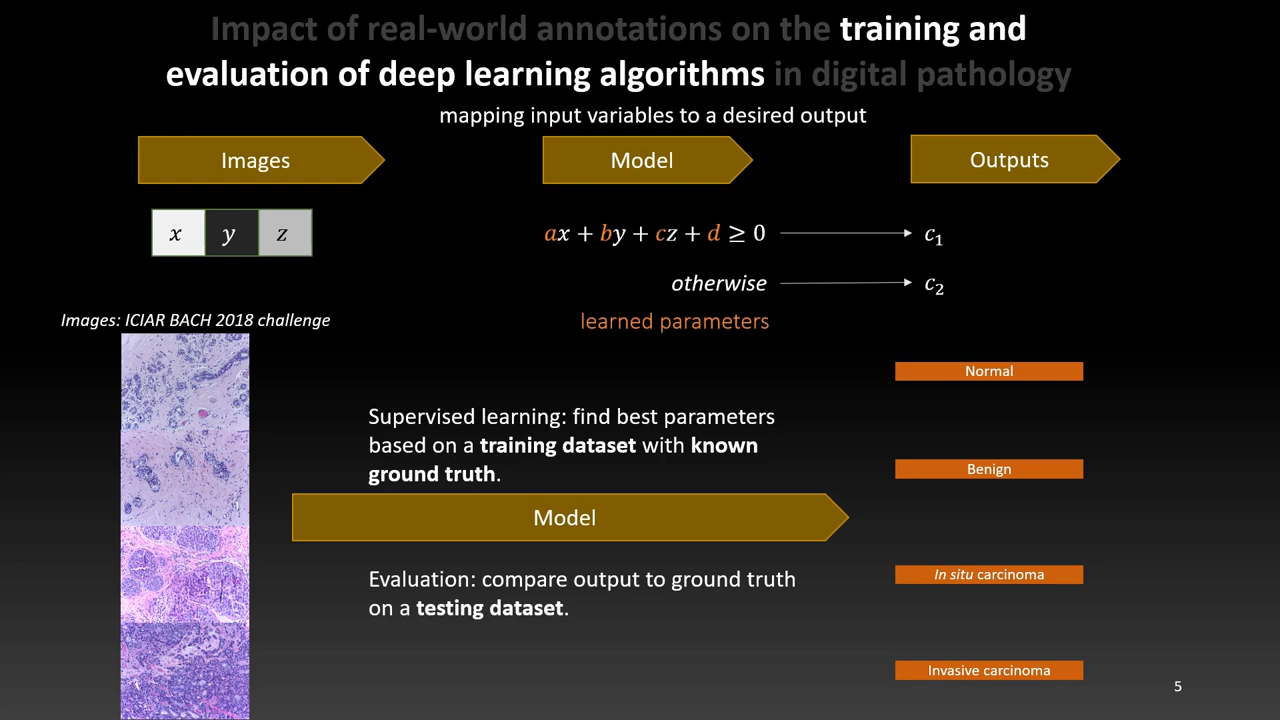 Impact of real-world annotations on the training and
evaluation of deep learning algorithms in digital pathology
mapping input variables to a desired output
Images
Model
Outputs
x y z
ax + by + cz + d ≥ 0
c₁
otherwise
c₂
Images: ICIAR BACH 2018 challenge
learned parameters
Normal
Supervised learning: find best parameters
based on a training dataset with known
ground truth.
Benign
Model
Evaluation: compare output to ground truth
on a testing dataset.
In situ carcinoma
Invasive carcinoma
5